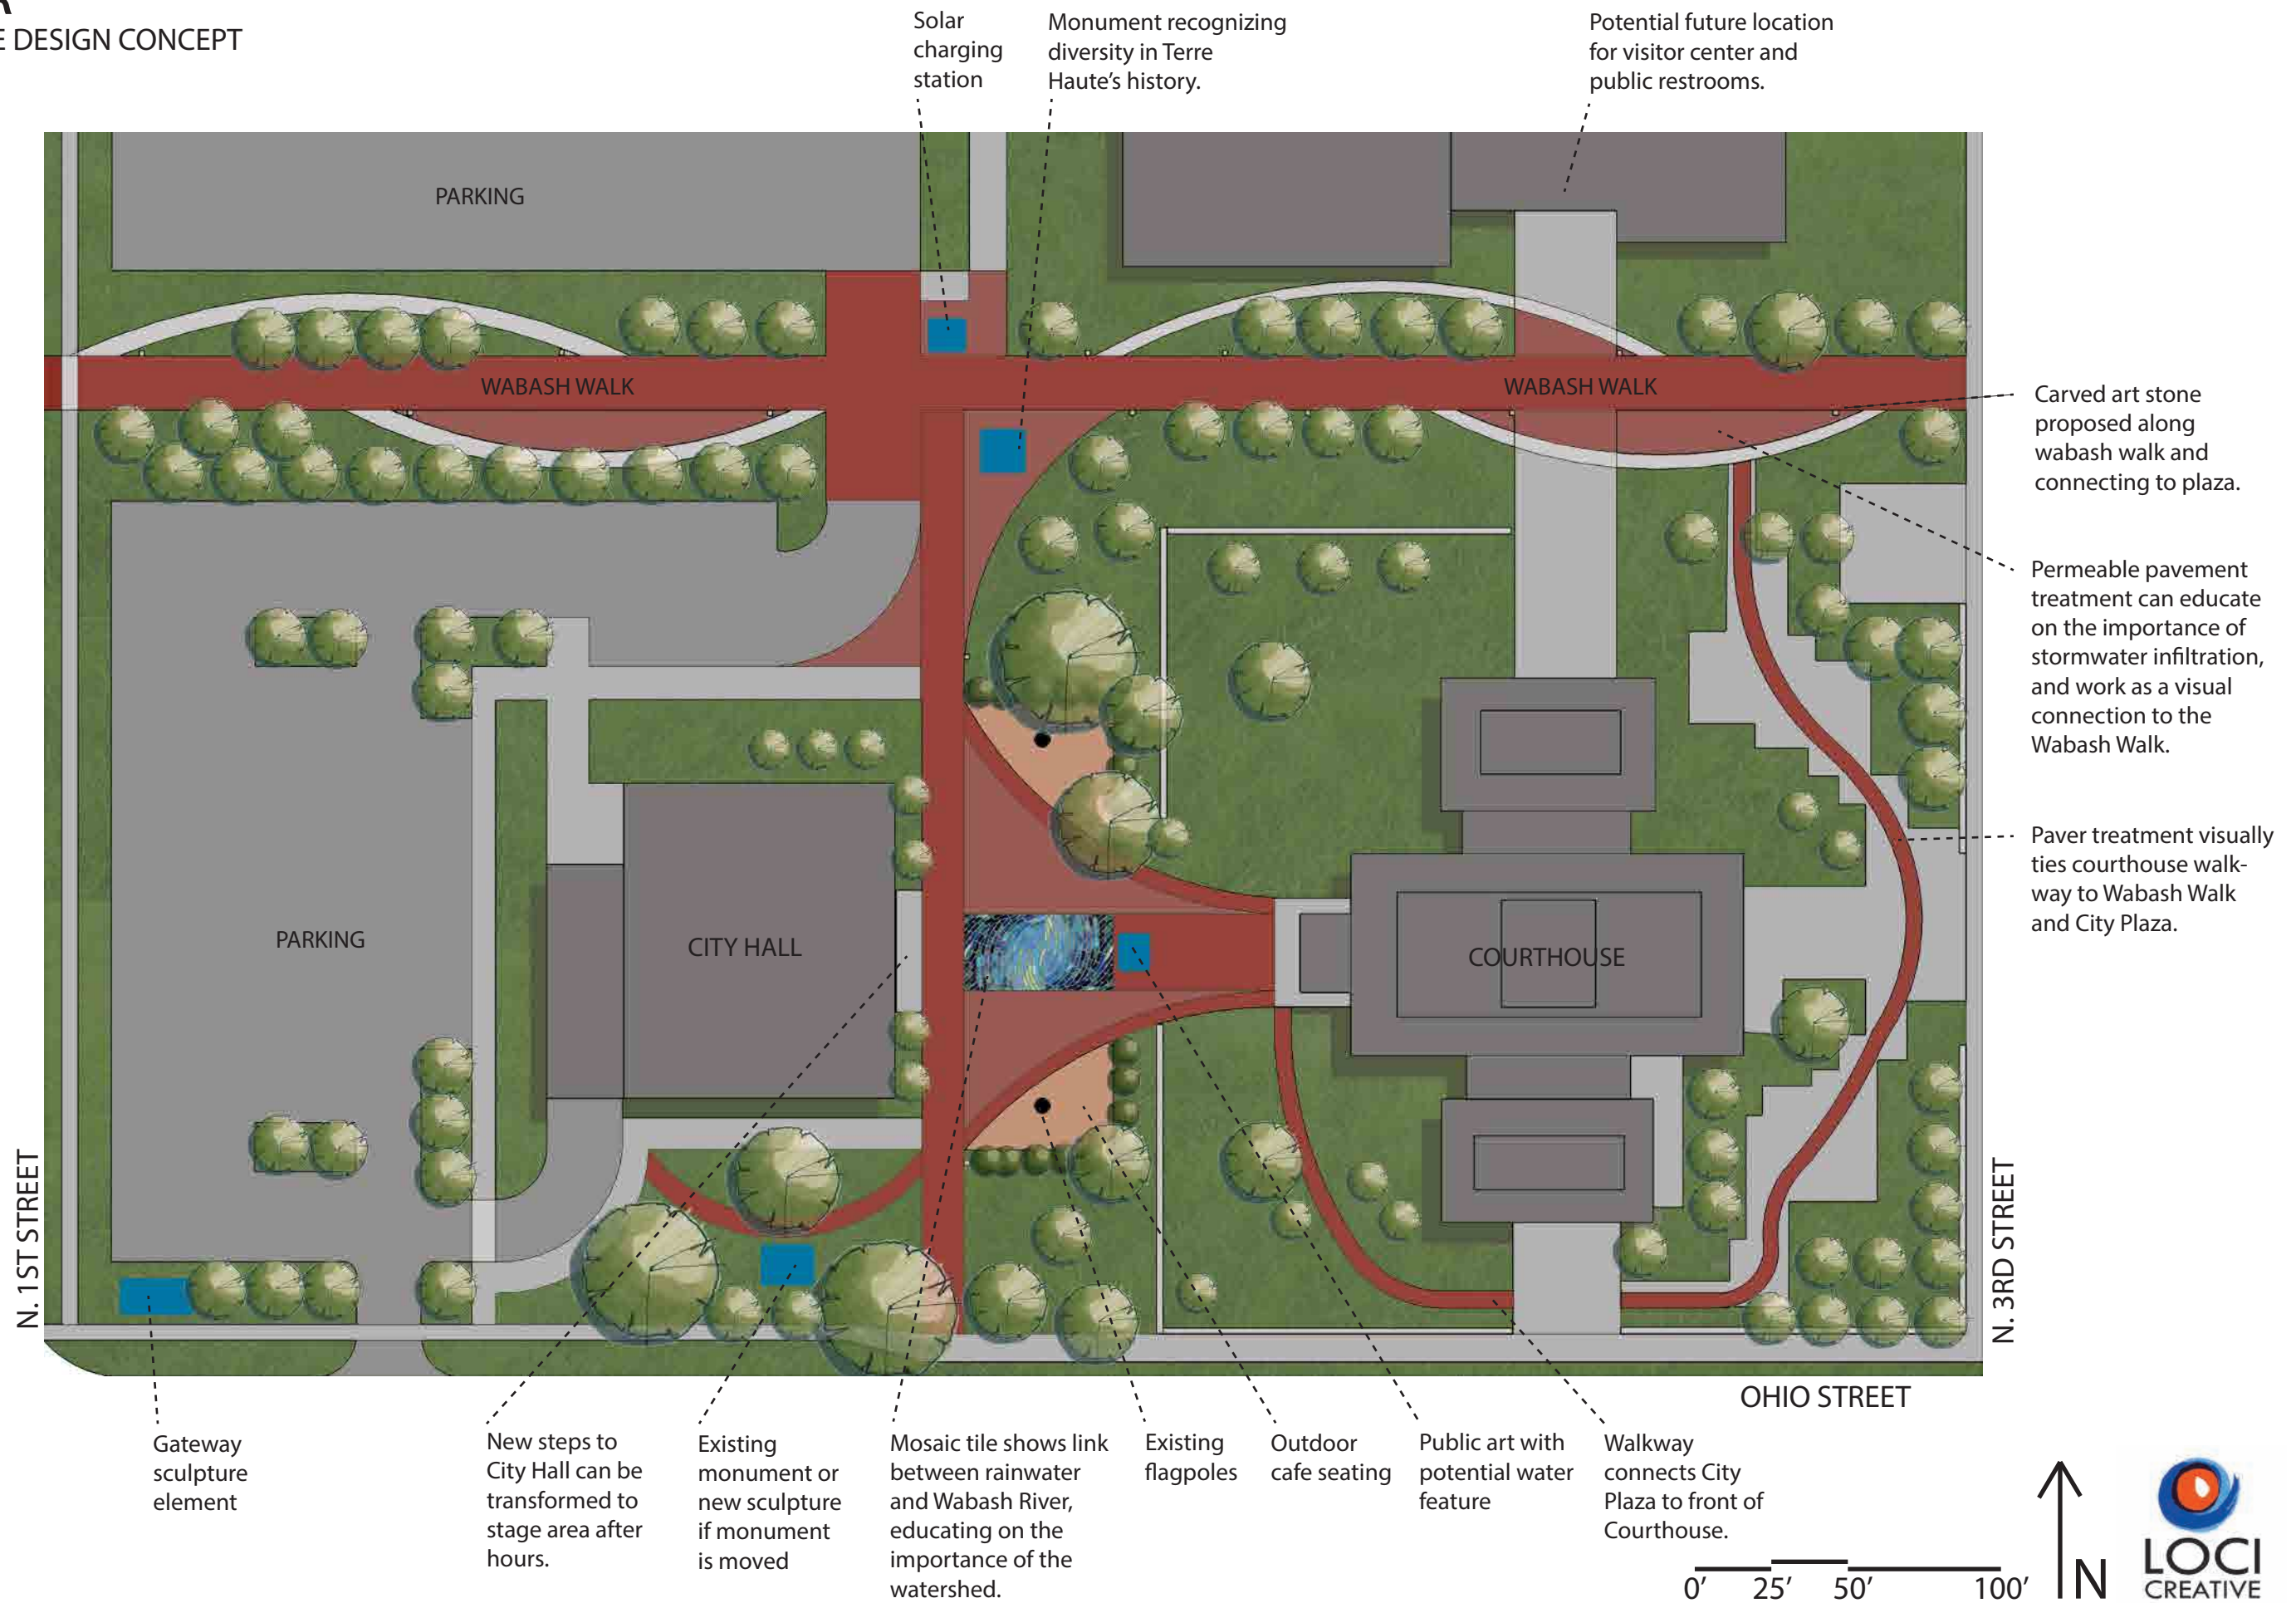 E DESIGN CONCEPT
Solar
charging
station
Monument recognizing
diversity in Terre
Haute's history.
Potential future location
for visitor center and
public restrooms.
PARKING
WABASH WALK
WABASH WALK
Carved art stone
proposed along
wabash walk and
connecting to plaza.
Permeable pavement
treatment can educate
on the importance of
stormwater infiltration,
and work as a visual
connection to the
Wabash Walk.
Paver treatment visually
ties courthouse walk-
way to Wabash Walk
and City Plaza.
PARKING
CITY HALL
COURTHOUSE
N. 1ST STREET
N. 3RD STREET
OHIO STREET
Gateway
sculpture
element
New steps to
City Hall can be
transformed to
stage area after
hours.
Existing
monument or
new sculpture
if monument
is moved
Mosaic tile shows link
between rainwater
and Wabash River,
educating on the
importance of the
watershed.
Existing
flagpoles
Outdoor
cafe seating
Public art with
potential water
feature
Walkway
connects City
Plaza to front of
Courthouse.
0' 25' 50' 100'
N
LOCI
CREATIVE